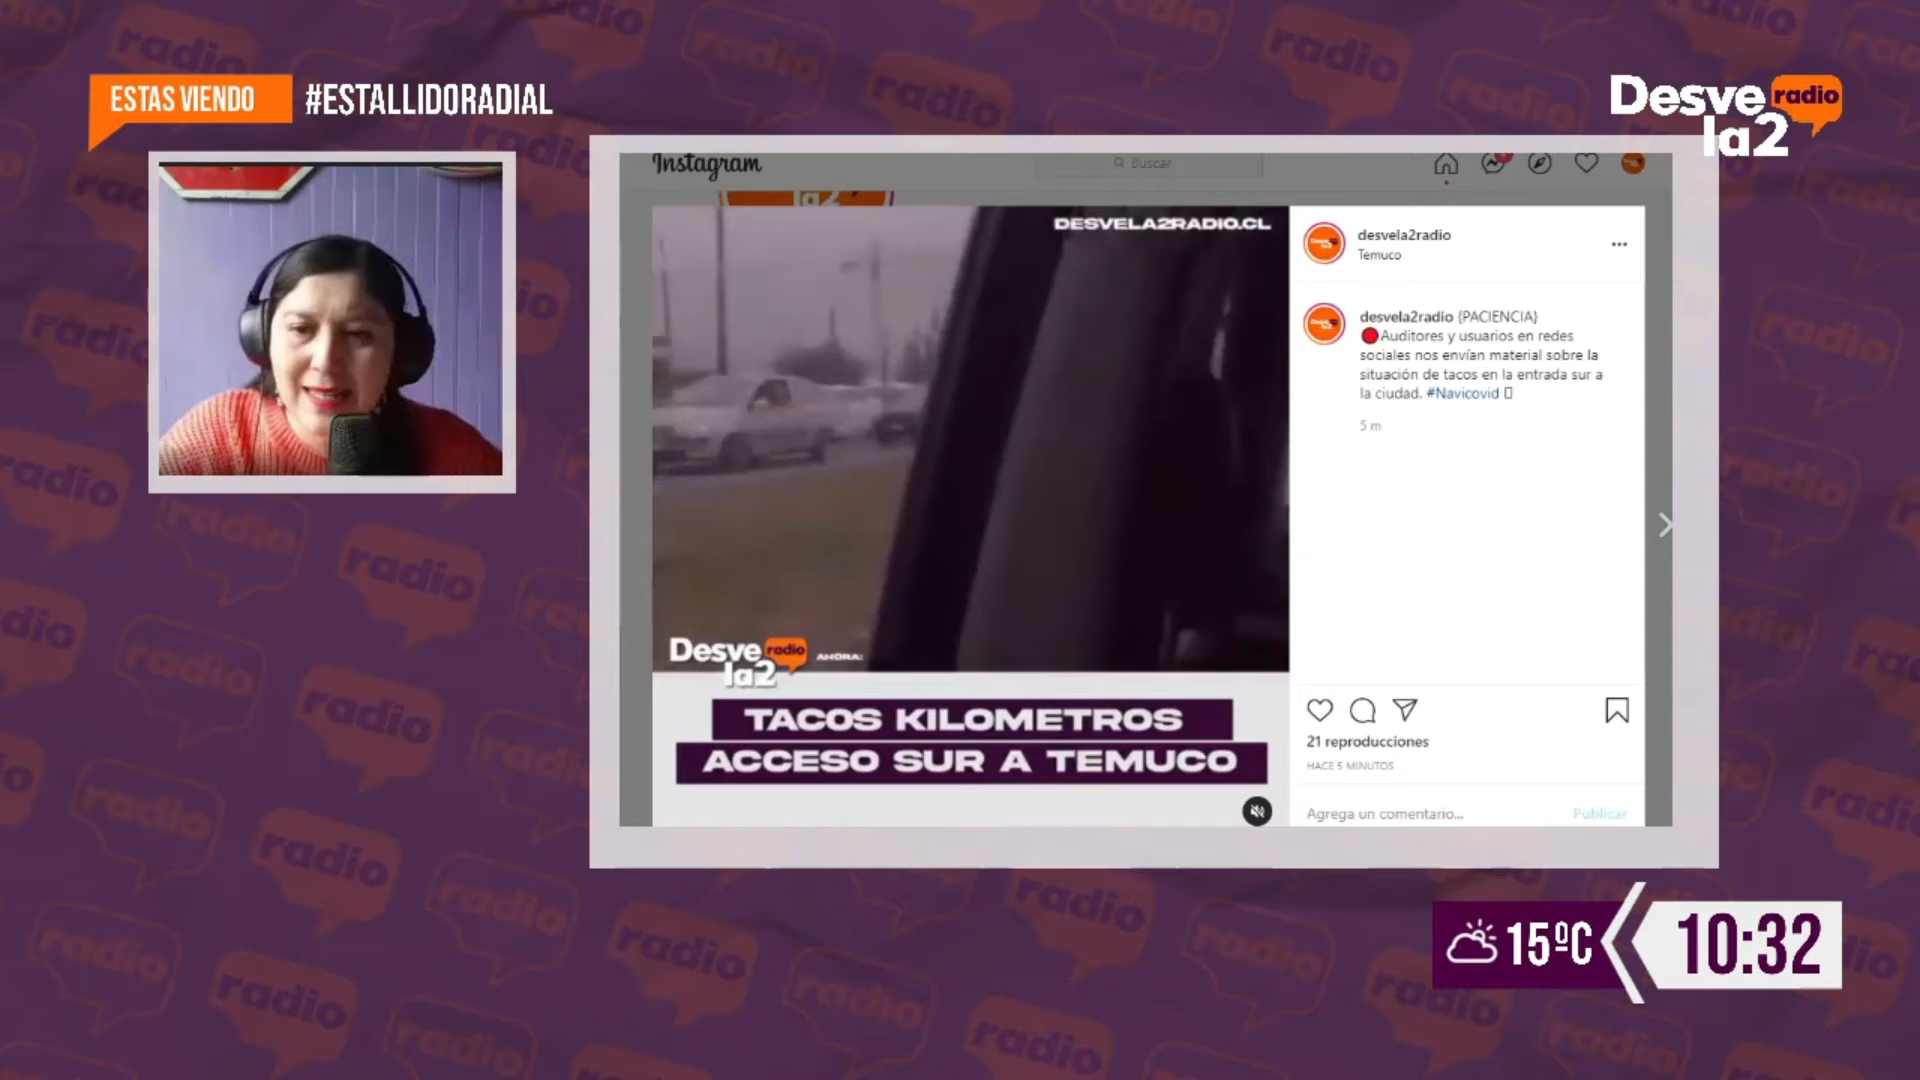 ESTAS VIENDO #ESTALLIDORADIAL
Desve radio
la2
Instagram
Buscar
la2
DESVELA2RADIO.CL
desvela2radio
Temuco
desvela2radio {PACIENCIA}
Auditores y usuarios en redes
sociales nos envían material sobre la
situación de tacos en la entrada sur a
la ciudad. #Navicovid
5 m
Desve radio
la2
AHORA:
TACOS KILOMETROS
ACCESO SUR A TEMUCO
21 reproducciones
HACE 5 MINUTOS
Agrega un comentario... Publicar
15ºC
10:32